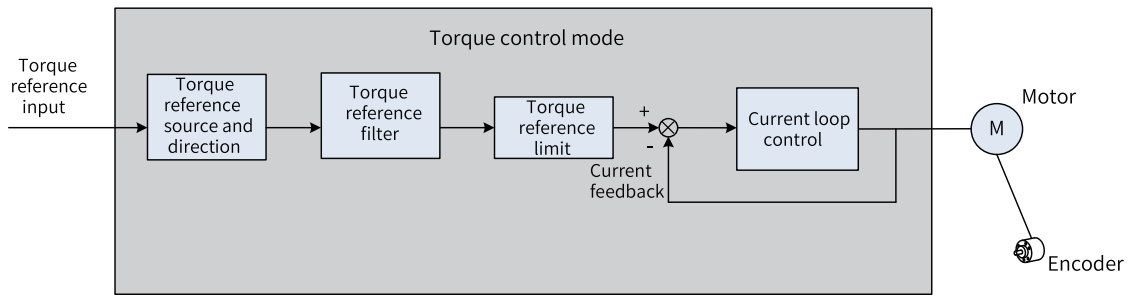 Torque control mode
Torque
reference
input
Torque
reference
source and
direction
Torque
reference
filter
Torque
reference
limit
+
-
Current
feedback
Current loop
control
Motor
M
Encoder